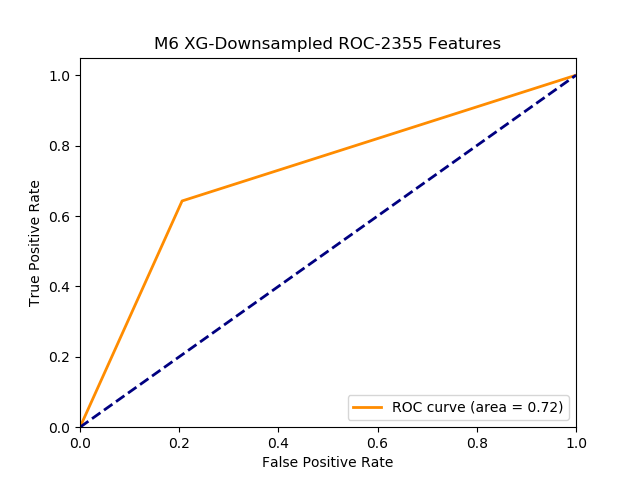 M6 XG-Downsampled ROC-2355 Features
True Positive Rate
1.0
0.8
0.6
0.4
0.2
0.0
ROC curve (area = 0.72)
0.0 0.2 0.4 0.6 0.8 1.0
False Positive Rate